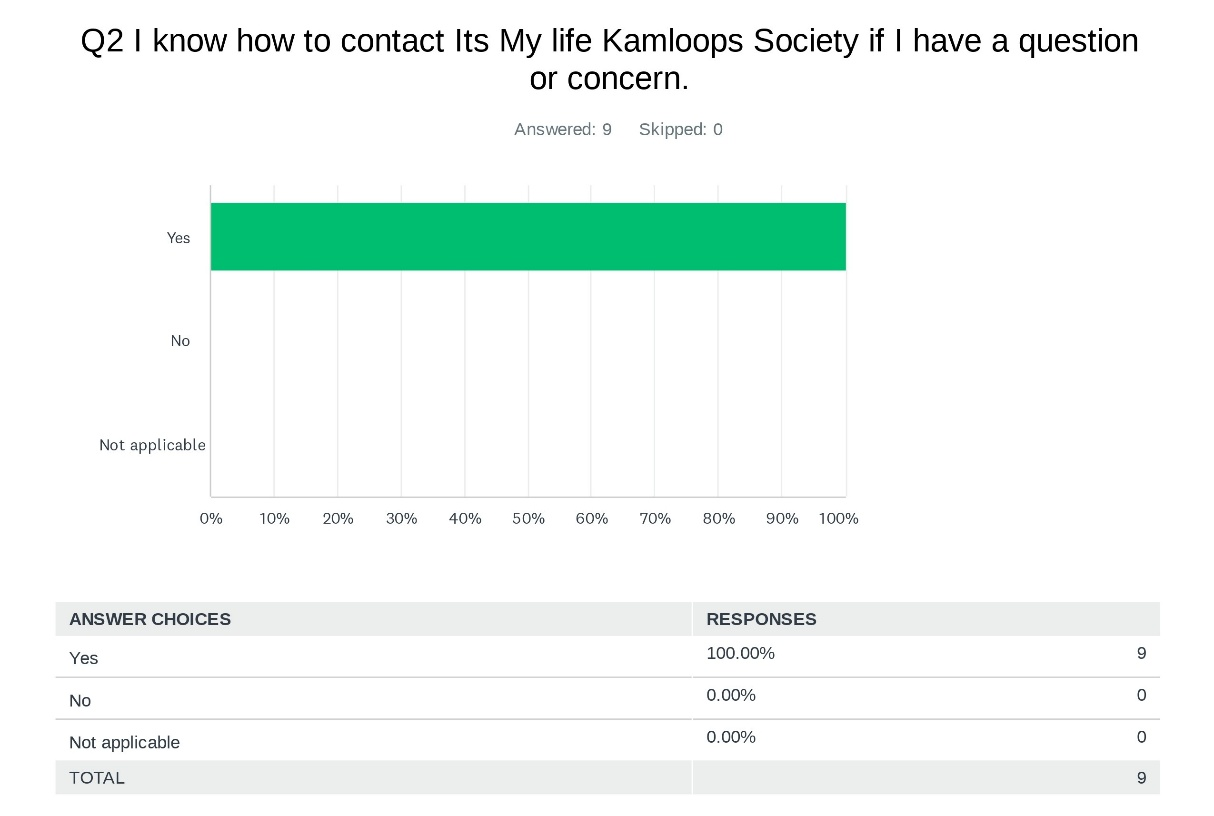 Q2 I know how to contact Its My life Kamloops Society if I have a question
or concern.
Answered: 9 Skipped: 0
Yes
No
Not applicable
0% 10% 20% 30% 40% 50% 60% 70% 80% 90% 100%
ANSWER CHOICES RESPONSES
Yes 100.00% 9
No 0.00% 0
Not applicable 0.00% 0
TOTAL 9